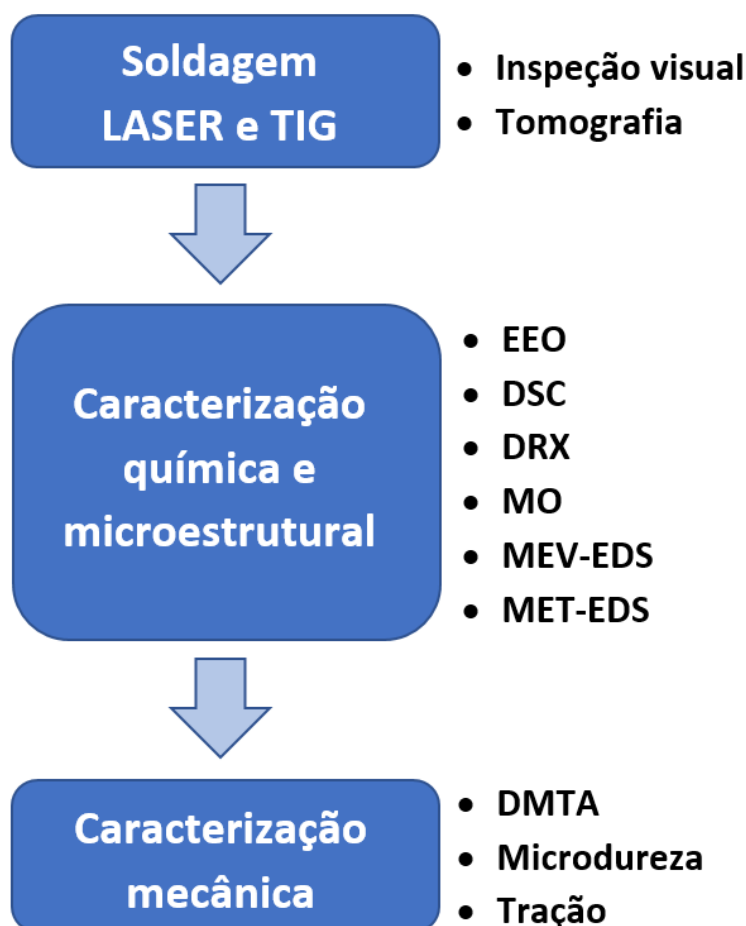 Soldagem
LASER e TIG
• Inspeção visual
• Tomografia
Caracterização
química e
microestrutural
• EEO
• DSC
• DRX
• MO
• MEV-EDS
• MET-EDS
Caracterização
mecânica
• DMTA
• Microdureza
• Tração